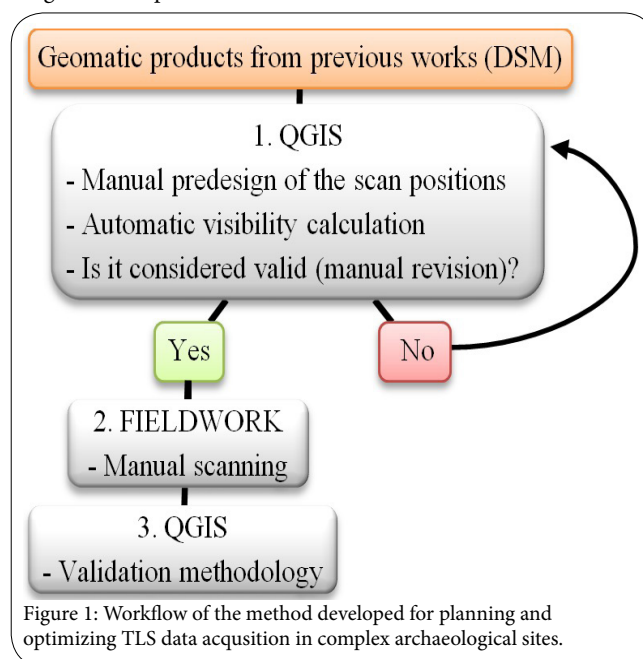 Geomatic products from previous works (DSM)
1. QGIS
- Manual predesign of the scan positions
- Automatic visibility calculation
- Is it considered valid (manual revision)?
Yes
No
2. FIELDWORK
- Manual scanning
3. QGIS
- Validation methodology
Figure 1: Workflow of the method developed for planning and
optimizing TLS data acqusition in complex archaeological sites.